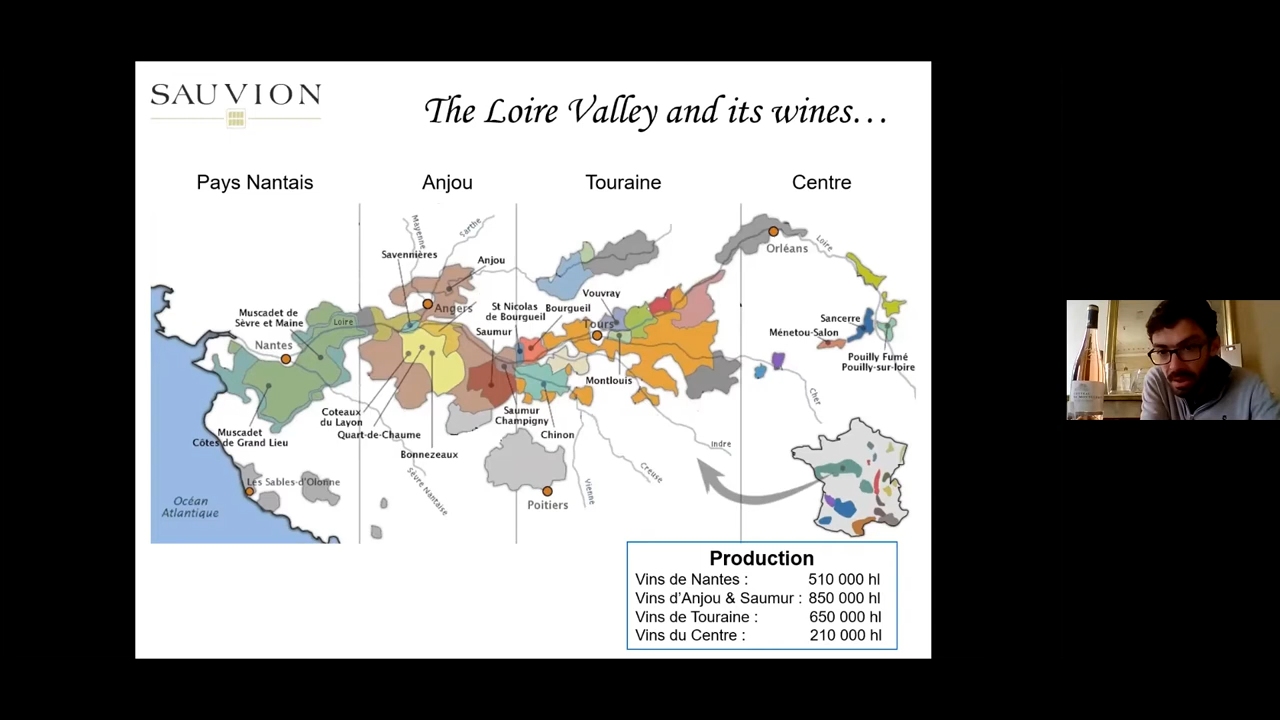 SAUVION
The Loire Valley and its wines...
Pays Nantais
Anjou
Touraine
Centre
Mayenne
Sarthe
Savennières
Anjou
Orléans
Loire
Vouvray
Muscadet de
Sèvre et Maine
Loire
Angers
St Nicolas
de Bourgueil
Bourgueil
Tours
Sancerre
Saumur
Ménetou-Salon
Nantes
Pouilly Fumé
Pouilly-sur-loire
Montlouis
Cher
Coteaux
du Layon
Saumur
Champigny
Muscadet
Côtes de Grand Lieu
Quart-de-Chaume
Chinon
Bonnezeaux
Indre
Creuse
Les Sables-d'Olonne
Sèvre Nantaise
Vienne
Océan
Atlantique
Poitiers
Production
Vins de Nantes : 510 000 hl
Vins d'Anjou & Saumur : 850 000 hl
Vins de Touraine : 650 000 hl
Vins du Centre : 210 000 hl